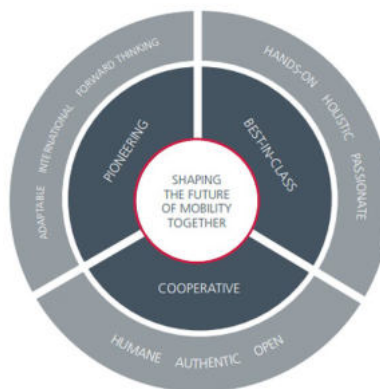 ADAPTABLE INTERNATIONAL FORWARD THINKING
HANDS-ON HOLISTIC PASSIONATE
PIONEERING
BEST-IN-CLASS
SHAPING
THE FUTURE
OF MOBILITY
TOGETHER
COOPERATIVE
HUMANE AUTHENTIC OPEN